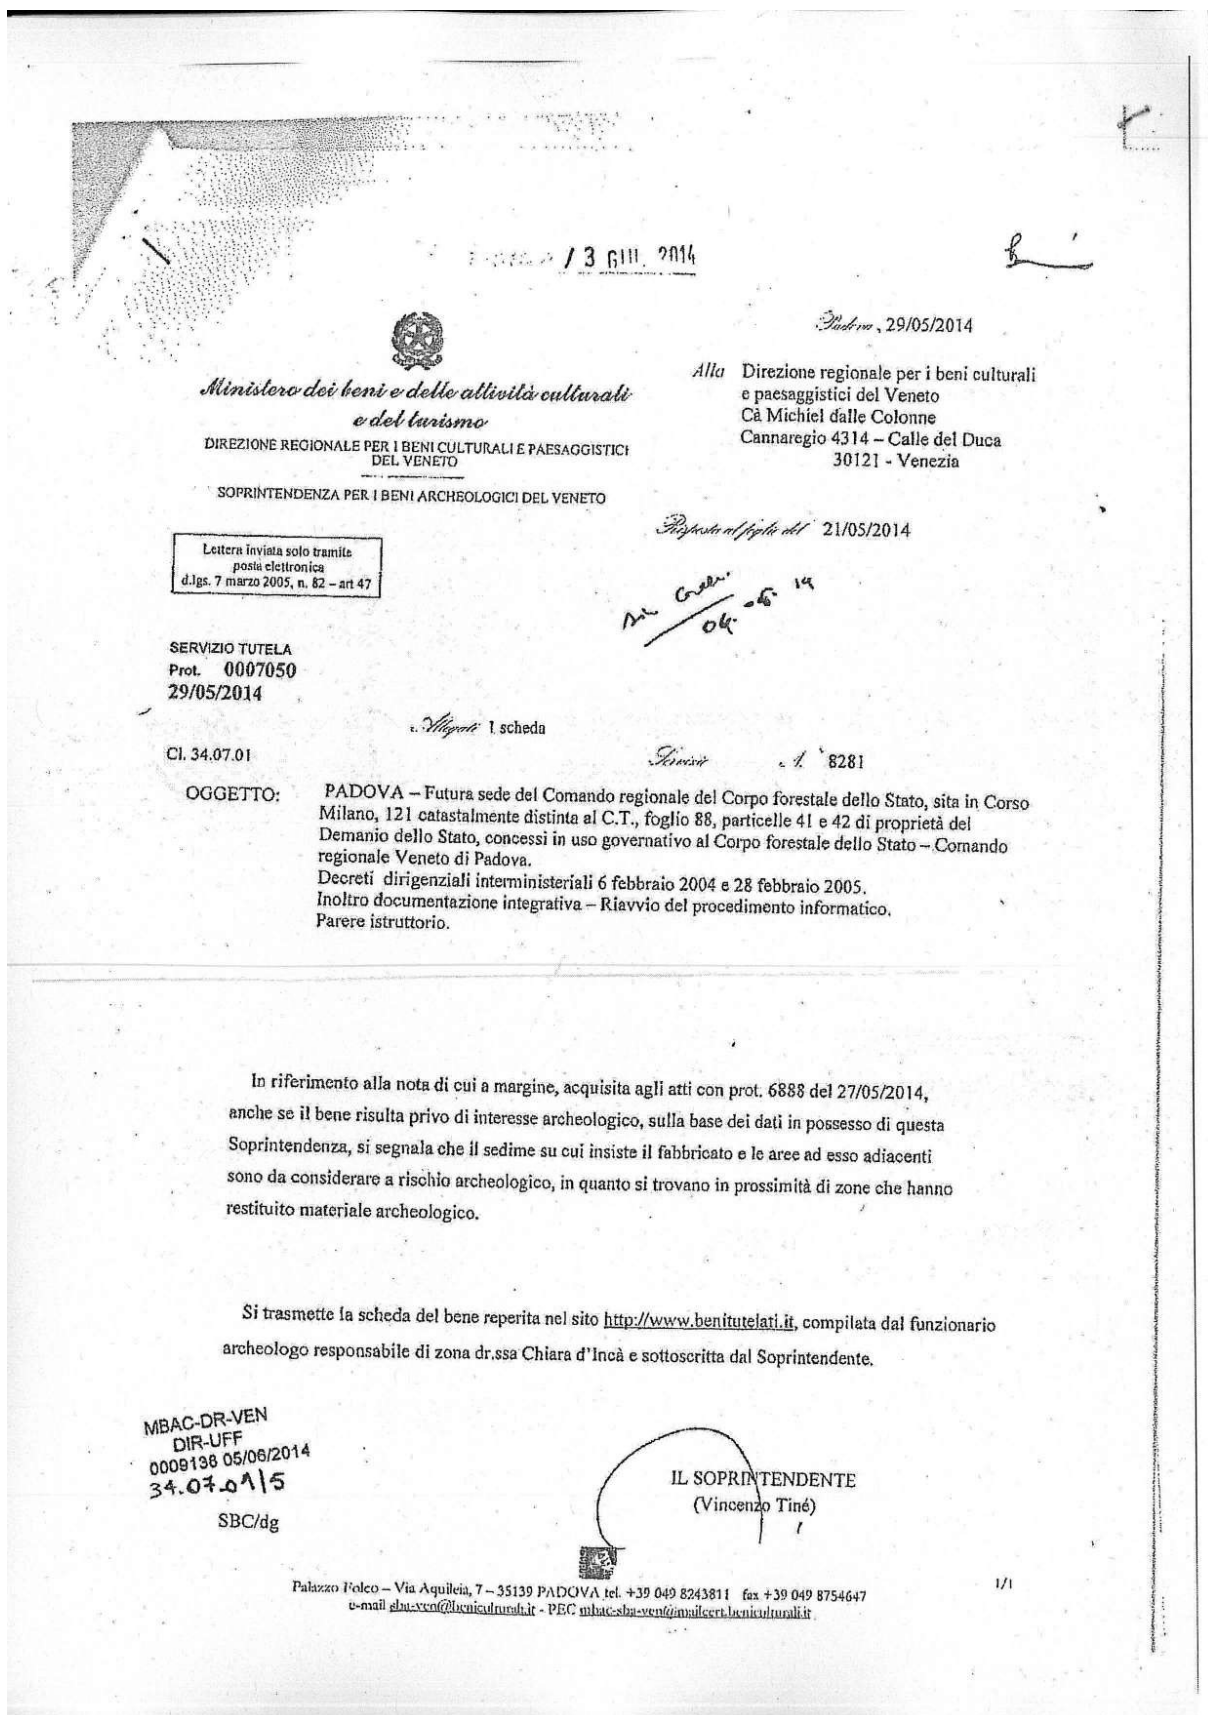 3 GIU. 2014
Padova, 29/05/2014
Ministero dei beni e delle attività culturali
e del turismo
DIREZIONE REGIONALE PER I BENI CULTURALI E PAESAGGISTICI
DEL VENETO
SOPRINTENDENZA PER I BENI ARCHEOLOGICI DEL VENETO
Alla Direzione regionale per i beni culturali
e paesaggistici del Veneto
Cà Michiel dalle Colonne
Cannaregio 4314 – Calle del Duca
30121 - Venezia
Risposta al foglio del 21/05/2014
Lettera inviata solo tramite
posta elettronica
d.lgs. 7 marzo 2005, n. 82 – art 47
SERVIZIO TUTELA
Prot. 0007050
29/05/2014
Allegati 1 scheda
Cl. 34.07.01
Servizio N. 8281
OGGETTO: PADOVA – Futura sede del Comando regionale del Corpo forestale dello Stato, sita in Corso
Milano, 121 catastalmente distinta al C.T., foglio 88, particelle 41 e 42 di proprietà del
Demanio dello Stato, concessi in uso governativo al Corpo forestale dello Stato – Comando
regionale Veneto di Padova.
Decreti dirigenziali interministeriali 6 febbraio 2004 e 28 febbraio 2005.
Inoltro documentazione integrativa – Riavvio del procedimento informatico.
Parere istruttorio.
In riferimento alla nota di cui a margine, acquisita agli atti con prot. 6888 del 27/05/2014,
anche se il bene risulta privo di interesse archeologico, sulla base dei dati in possesso di questa
Soprintendenza, si segnala che il sedime su cui insiste il fabbricato e le aree ad esso adiacenti
sono da considerare a rischio archeologico, in quanto si trovano in prossimità di zone che hanno
restituito materiale archeologico.
Si trasmette la scheda del bene reperita nel sito http://www.benitutelati.it, compilata dal funzionario
archeologo responsabile di zona dr.ssa Chiara d'Incà e sottoscritta dal Soprintendente.
MBAC-DR-VEN
DIR-UFF
0009138 05/06/2014
34.07.01/5
SBC/dg
IL SOPRINTENDENTE
(Vincenzo Tiné)
Palazzo Folco – Via Aquileia, 7 – 35139 PADOVA tel. +39 049 8243811 fax +39 049 8754647
e-mail sba-ven@beniculturali.it - PEC mbac-sba-ven@mailcert.beniculturali.it
1/1